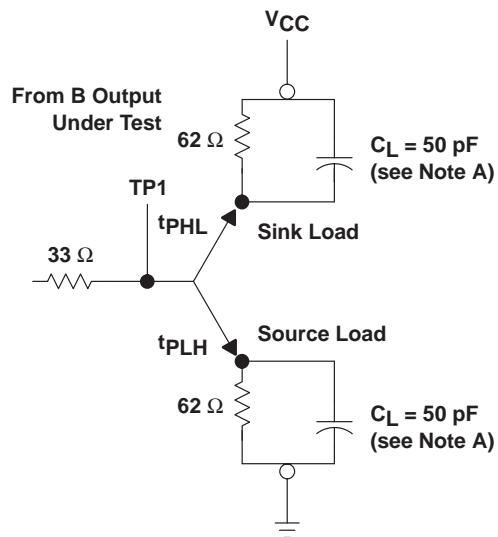 VCC
From B Output
Under Test
62 Ω
CL = 50 pF
(see Note A)
TP1
tPHL
Sink Load
33 Ω
tPLH
Source Load
62 Ω
CL = 50 pF
(see Note A)